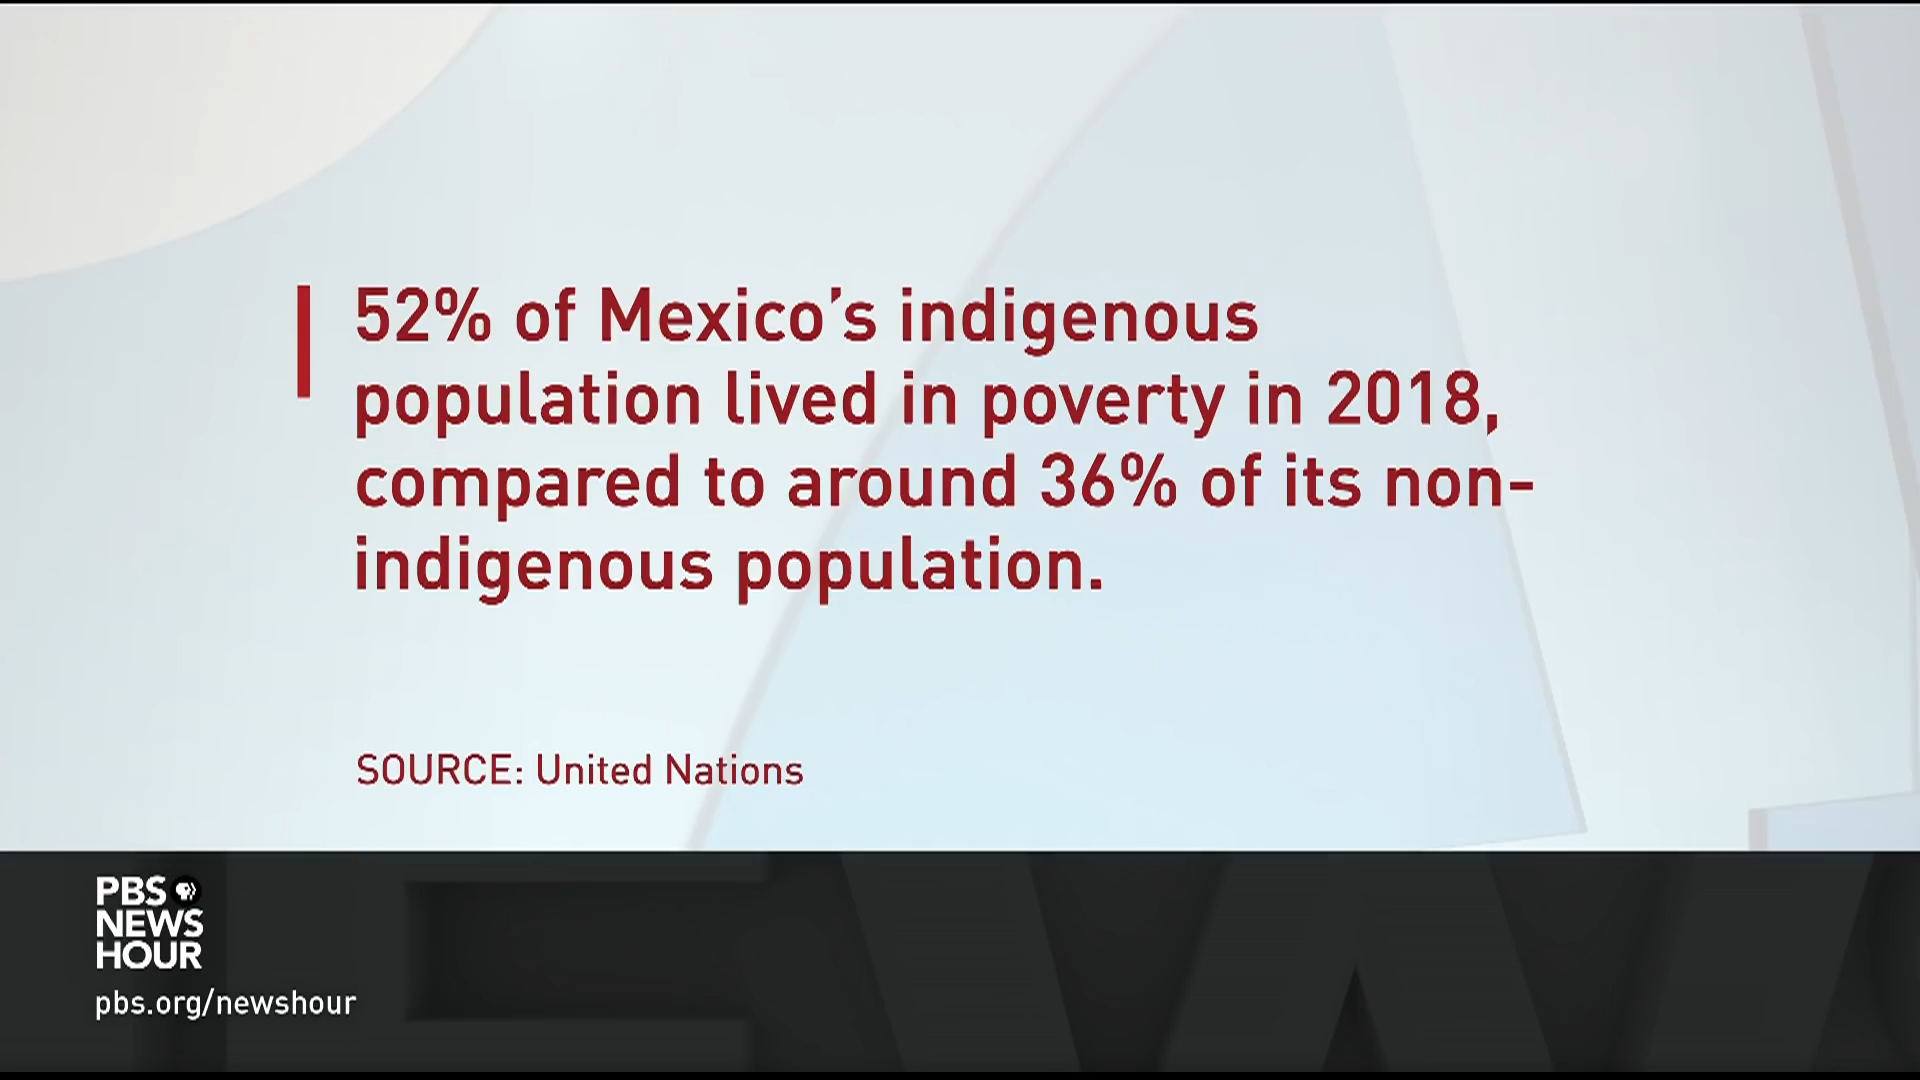 52% of Mexico’s indigenous
population lived in poverty in 2018,
compared to around 36% of its non-
indigenous population.
SOURCE: United Nations
PBS
NEWS
HOUR
pbs.org/newshour